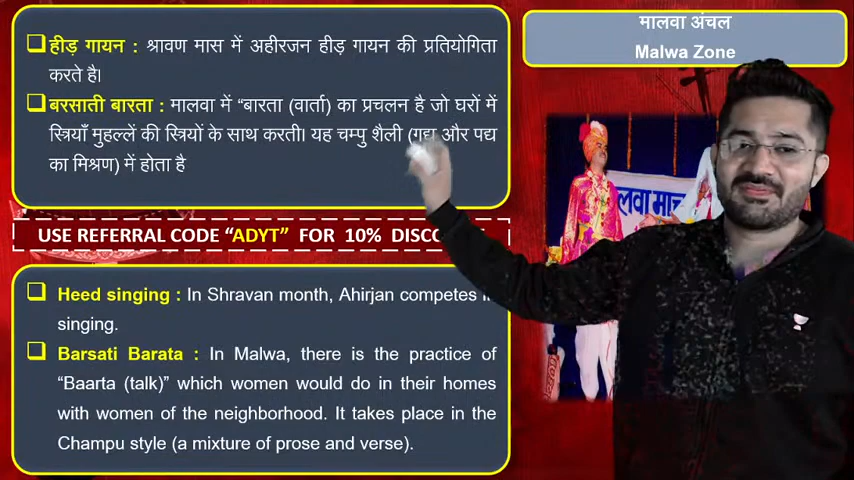 ❑हीड़ गायन : श्रावण मास में अहीरजन हीड़ गायन की प्रतियोगिता
करते है।
❑बरसाती बारता : मालवा में "बारता (वार्ता) का प्रचलन है जो घरों में
स्त्रियाँ मुहल्लें की स्त्रियों के साथ करती। यह चम्पु शैली (गद्य और पद्य
का मिश्रण) में होता है
मालवा अंचल
Malwa Zone
USE REFERRAL CODE "ADYT" FOR 10%
❑ Heed singing : In Shravan month, Ahirjan competes
singing.
❑ Barsati Barata : In Malwa, there is the practice of
"Baarta (talk)" which women would do in their homes
with women of the neighborhood. It takes place in the
Champu style (a mixture of prose and verse).